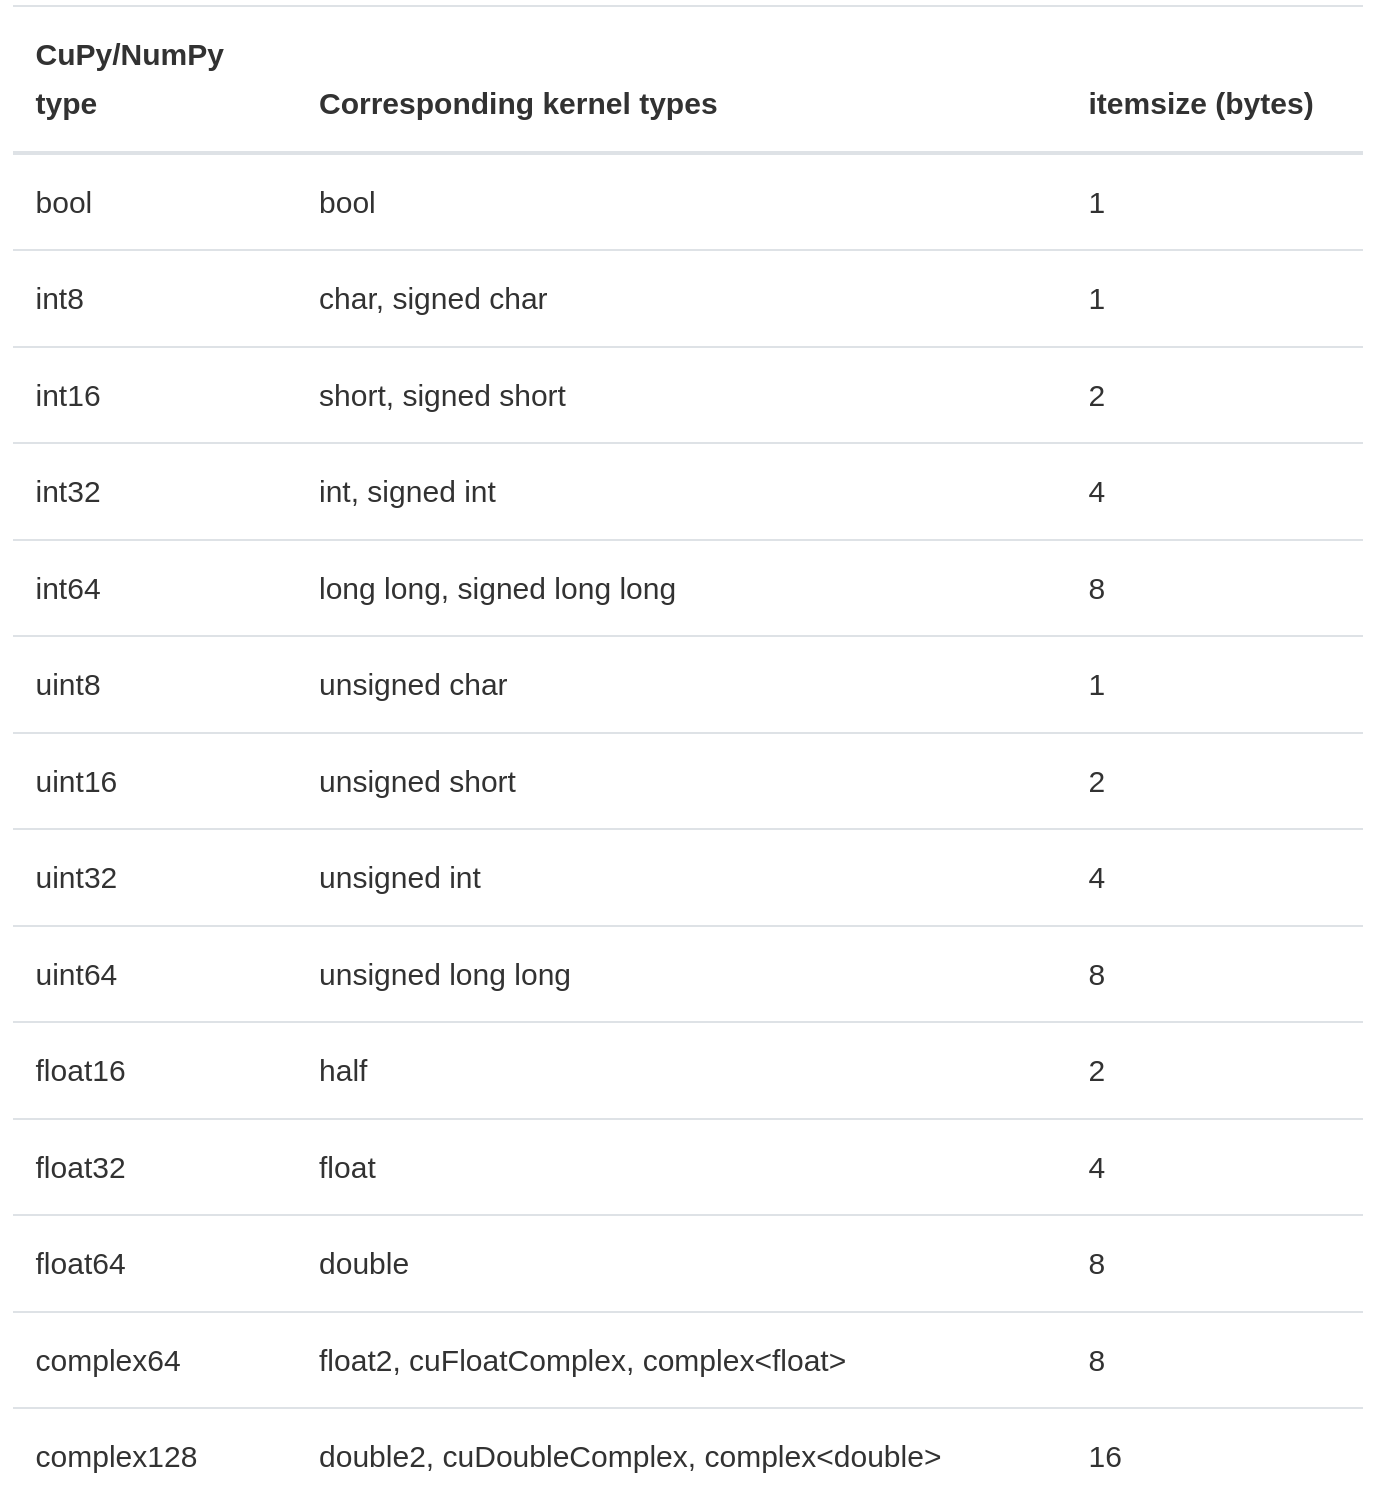 CuPy/NumPy
type Corresponding kernel types itemsize (bytes)
bool bool 1
int8 char, signed char 1
int16 short, signed short 2
int32 int, signed int 4
int64 long long, signed long long 8
uint8 unsigned char 1
uint16 unsigned short 2
uint32 unsigned int 4
uint64 unsigned long long 8
float16 half 2
float32 float 4
float64 double 8
complex64 float2, cuFloatComplex, complex<float> 8
complex128 double2, cuDoubleComplex, complex<double> 16